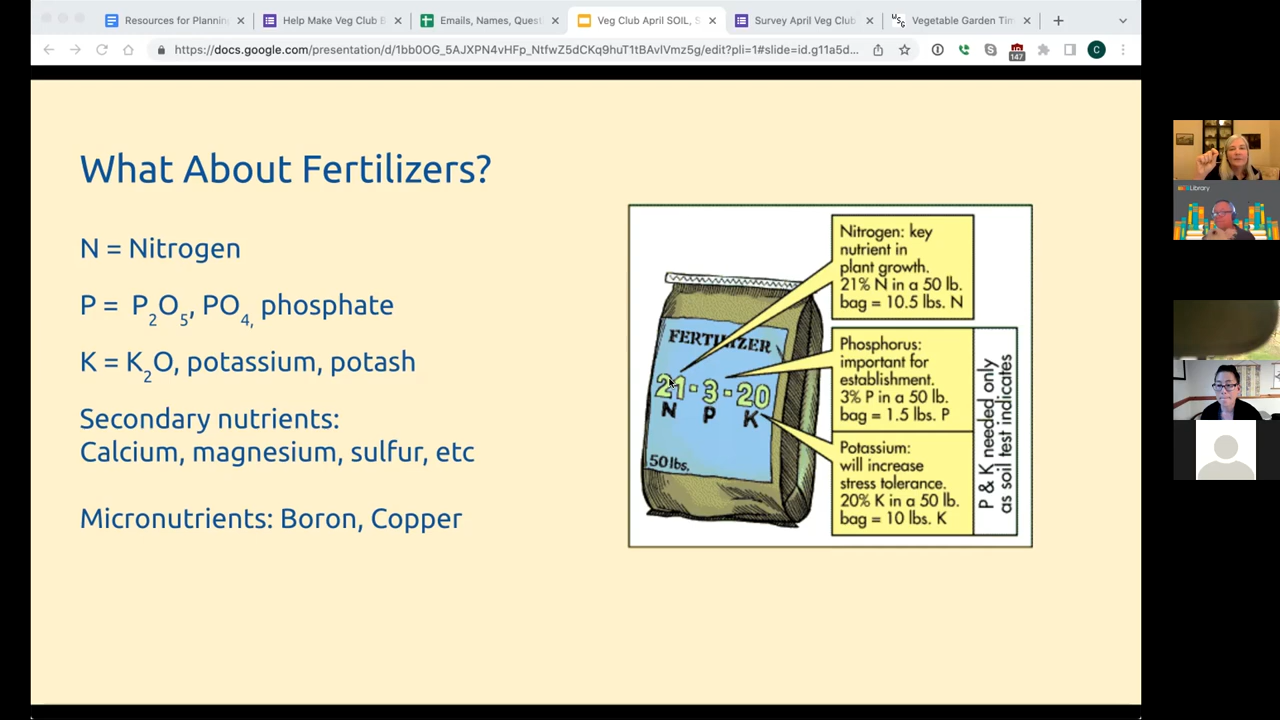 Resources for Planning
Help Make Veg Club B
Emails, Names, Quest
Veg Club April SOIL, S
Survey April Veg Club
Vegetable Garden Tim
https://docs.google.com/presentation/d/1bb0OG_5AJXPN4vHFp_NtfwZ5dCKq9huT1tBAvIVmz5g/edit?pli=1#slide=id.g11a5d...
147
C
What About Fertilizers?
N = Nitrogen
P = P2O5, PO4, phosphate
K = K2O, potassium, potash
Secondary nutrients:
Calcium, magnesium, sulfur, etc
Micronutrients: Boron, Copper
FERTILIZER
21-3-20
N P K
50 lbs.
Nitrogen: key
nutrient in
plant growth.
21% N in a 50 lb.
bag = 10.5 lbs. N
Phosphorus:
important for
establishment.
3% P in a 50 lb.
bag = 1.5 lbs. P
Potassium:
will increase
stress tolerance.
20% K in a 50 lb.
bag = 10 lbs. K
P & K needed only
as soil test indicates
Library